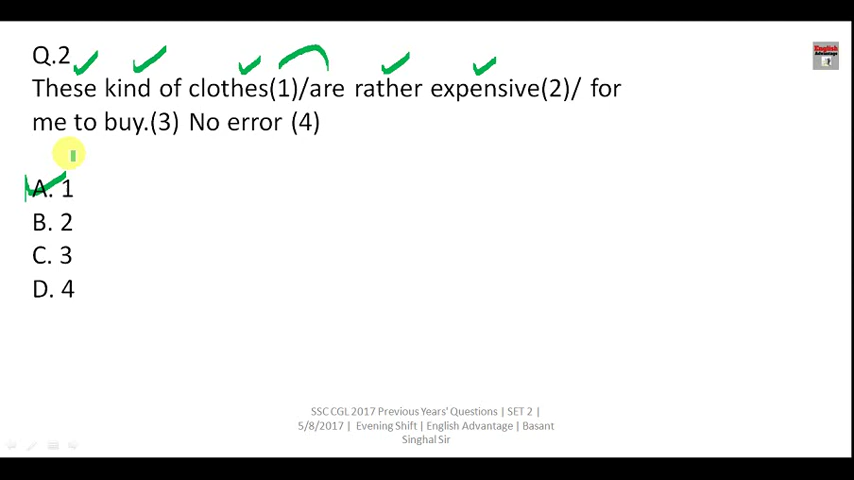 Q.2
These kind of clothes(1)/are rather expensive(2)/ for
me to buy.(3) No error (4)
A. 1
B. 2
C. 3
D. 4
English
Advantage
SSC CGL 2017 Previous Years' Questions | SET 2 |
5/8/2017 | Evening Shift | English Advantage | Basant
Singhal Sir